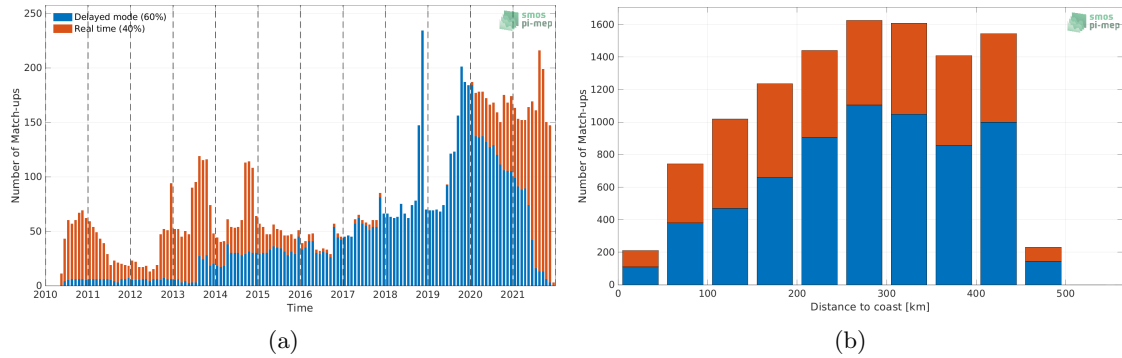 Delayed mode (60%)
Real time (40%)
smos
pi-mep
250
200
150
100
50
0
Number of Match-ups
2010 2011 2012 2013 2014 2015 2016 2017 2018 2019 2020 2021
Time
(a)
smos
pi-mep
1600
1400
1200
1000
800
600
400
200
0
Number of Match-ups
0 100 200 300 400 500
Distance to coast [km]
(b)